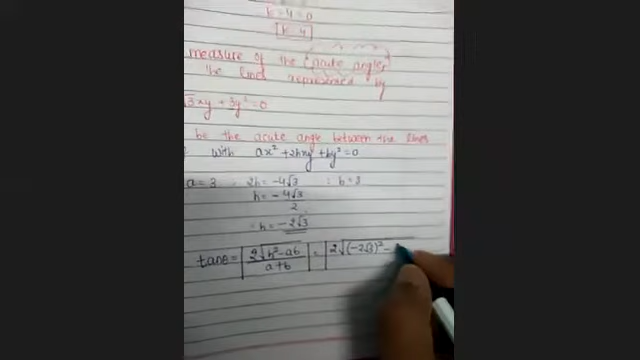 k - 4 = 0
k = 4
measure of the (acute angles
the lines represented by
√3xy + 3y² = 0
be the acute angle between the lines
with ax² + 2hxy + by² = 0
a = 3 2h = -4√3 ; b = 3
h = -4√3 / 2
∴ h = -2√3
tanθ = |2√h² - ab / a + b| = |2√(-2√3)² -